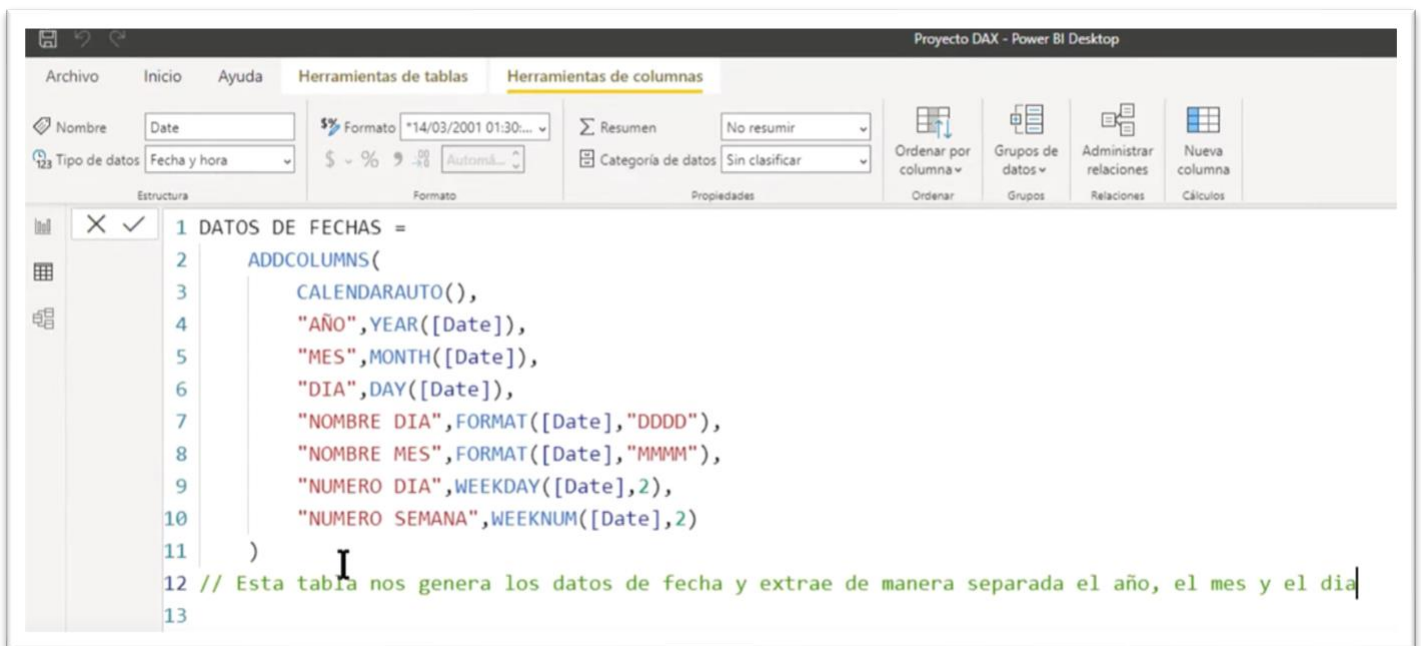 Proyecto DAX - Power BI Desktop
Archivo Inicio Ayuda Herramientas de tablas Herramientas de columnas
Nombre Date
Formato *14/03/2001 01:30:...
Resumen No resumir
Tipo de datos Fecha y hora
$ % 9 .00 Automá...
Categoría de datos Sin clasificar
Ordenar por columna
Grupos de datos
Administrar relaciones
Nueva columna
Estructura Formato Propiedades Ordenar Grupos Relaciones Cálculos
1 DATOS DE FECHAS =
2 ADDCOLUMNS(
3 CALENDARAUTO(),
4 "AÑO",YEAR([Date]),
5 "MES",MONTH([Date]),
6 "DIA",DAY([Date]),
7 "NOMBRE DIA",FORMAT([Date],"DDDD"),
8 "NOMBRE MES",FORMAT([Date],"MMMM"),
9 "NUMERO DIA",WEEKDAY([Date],2),
10 "NUMERO SEMANA",WEEKNUM([Date],2)
11 )
12 // Esta tabla nos genera los datos de fecha y extrae de manera separada el año, el mes y el dia
13